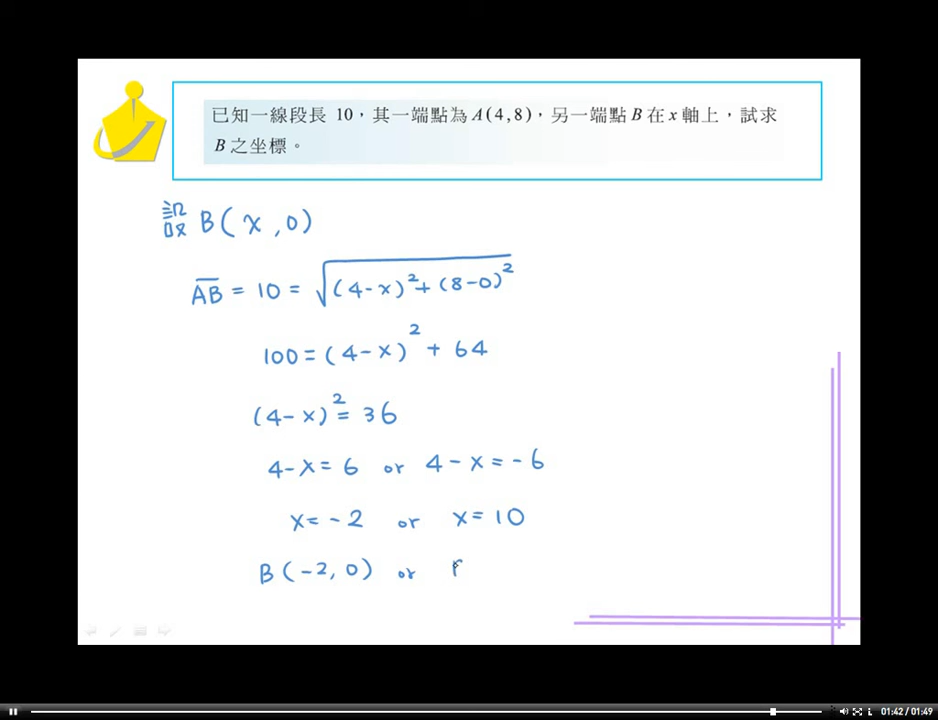 已知一線段長 10，其一端點為 A(4,8)，另一端點 B 在 x 軸上，試求
B 之坐標。
設 B(x,0)
AB = 10 = √(4-x)²+(8-0)²
100 = (4-x)² + 64
(4-x)² = 36
4-x = 6 or 4-x = -6
x = -2 or x = 10
B(-2,0) or
01:42 / 01:49